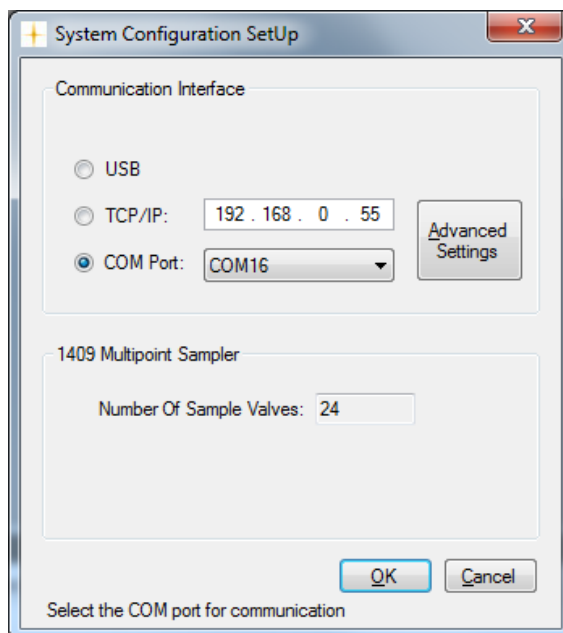 System Configuration SetUp
Communication Interface
USB
TCP/IP: 192 . 168 . 0 . 55
Advanced
Settings
COM Port: COM16
1409 Multipoint Sampler
Number Of Sample Valves: 24
OK Cancel
Select the COM port for communication